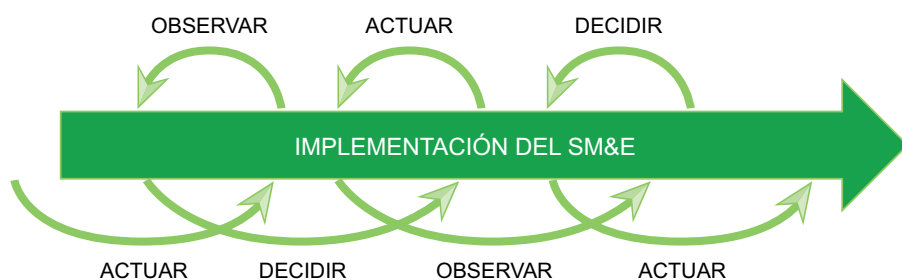 OBSERVAR ACTUAR DECIDIR
IMPLEMENTACIÓN DEL SM&E
ACTUAR DECIDIR OBSERVAR ACTUAR